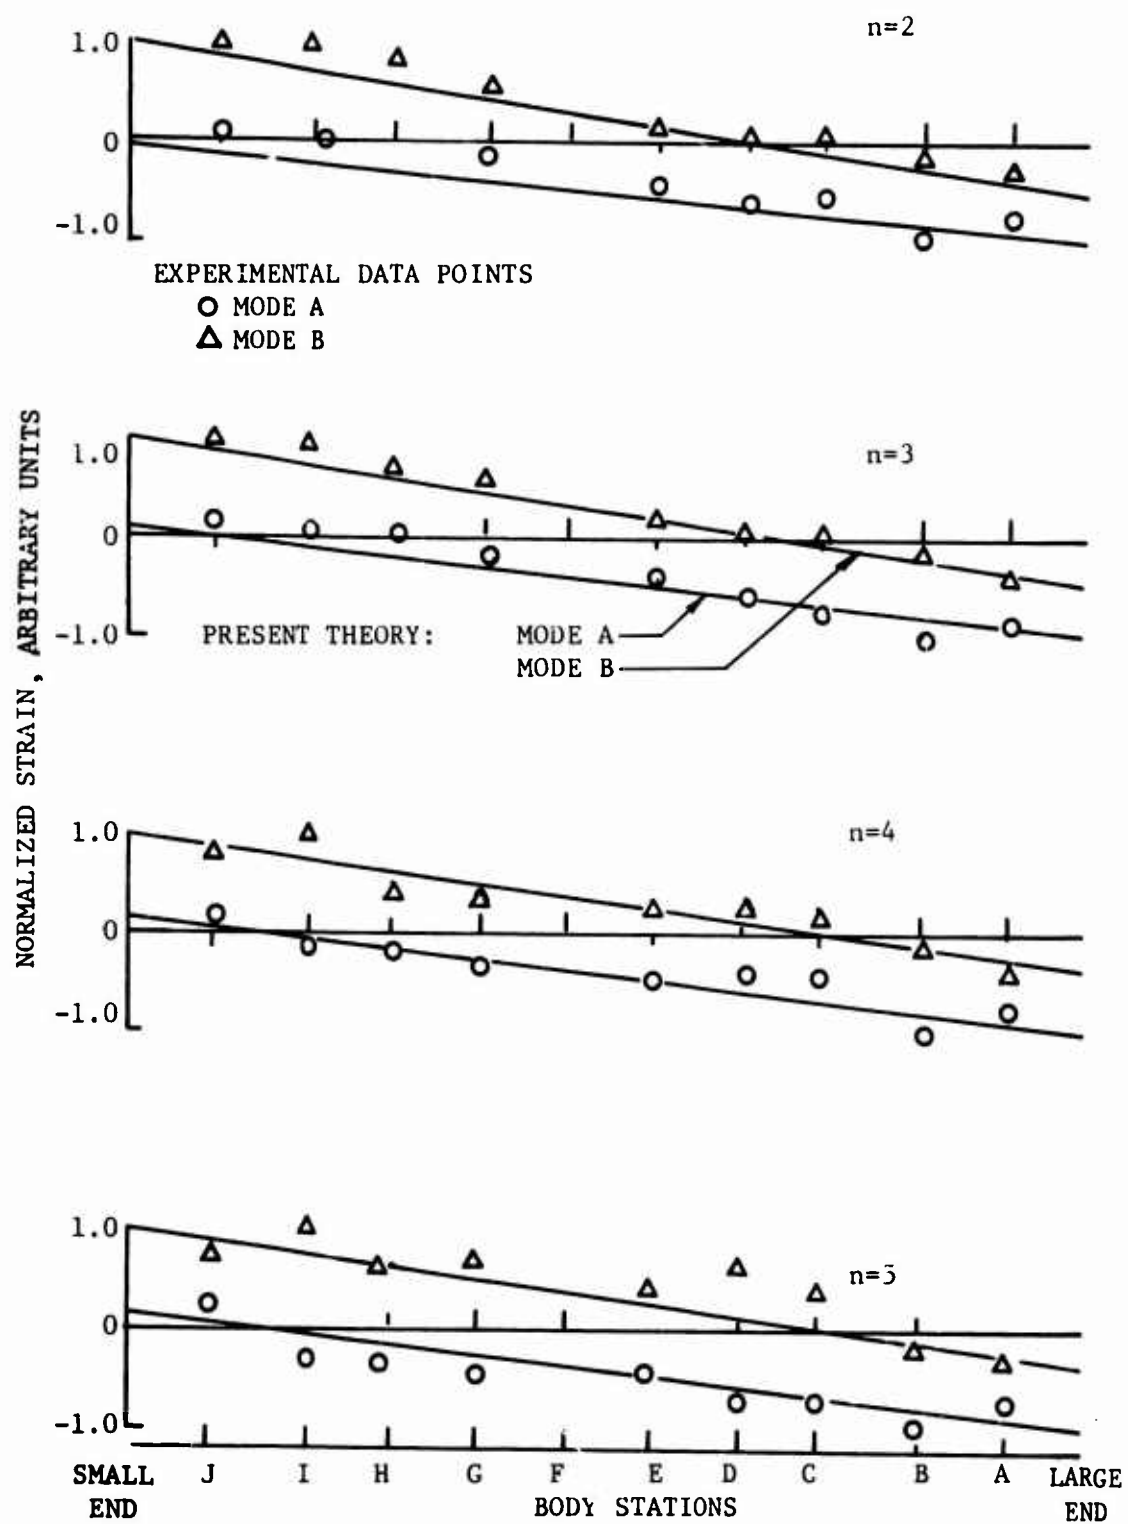 n=2
1.0
0
-1.0
EXPERIMENTAL DATA POINTS
MODE A
MODE B
NORMALIZED STRAIN, ARBITRARY UNITS
n=3
1.0
0
-1.0
PRESENT THEORY:
MODE A
MODE B
n=4
1.0
0
-1.0
n=5
1.0
0
-1.0
SMALL END
J I H G F E D C B A
LARGE END
BODY STATIONS